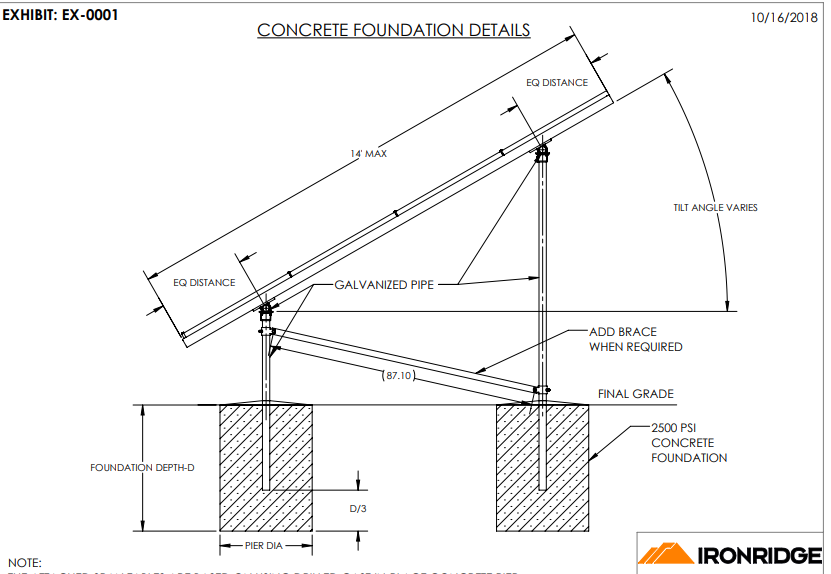 EXHIBIT: EX-0001
10/16/2018
CONCRETE FOUNDATION DETAILS
EQ DISTANCE
14' MAX
TILT ANGLE VARIES
EQ DISTANCE
GALVANIZED PIPE
ADD BRACE
WHEN REQUIRED
(87.10)
FINAL GRADE
2500 PSI
CONCRETE
FOUNDATION
FOUNDATION DEPTH-D
D/3
PIER DIA
IRONRIDGE
NOTE: